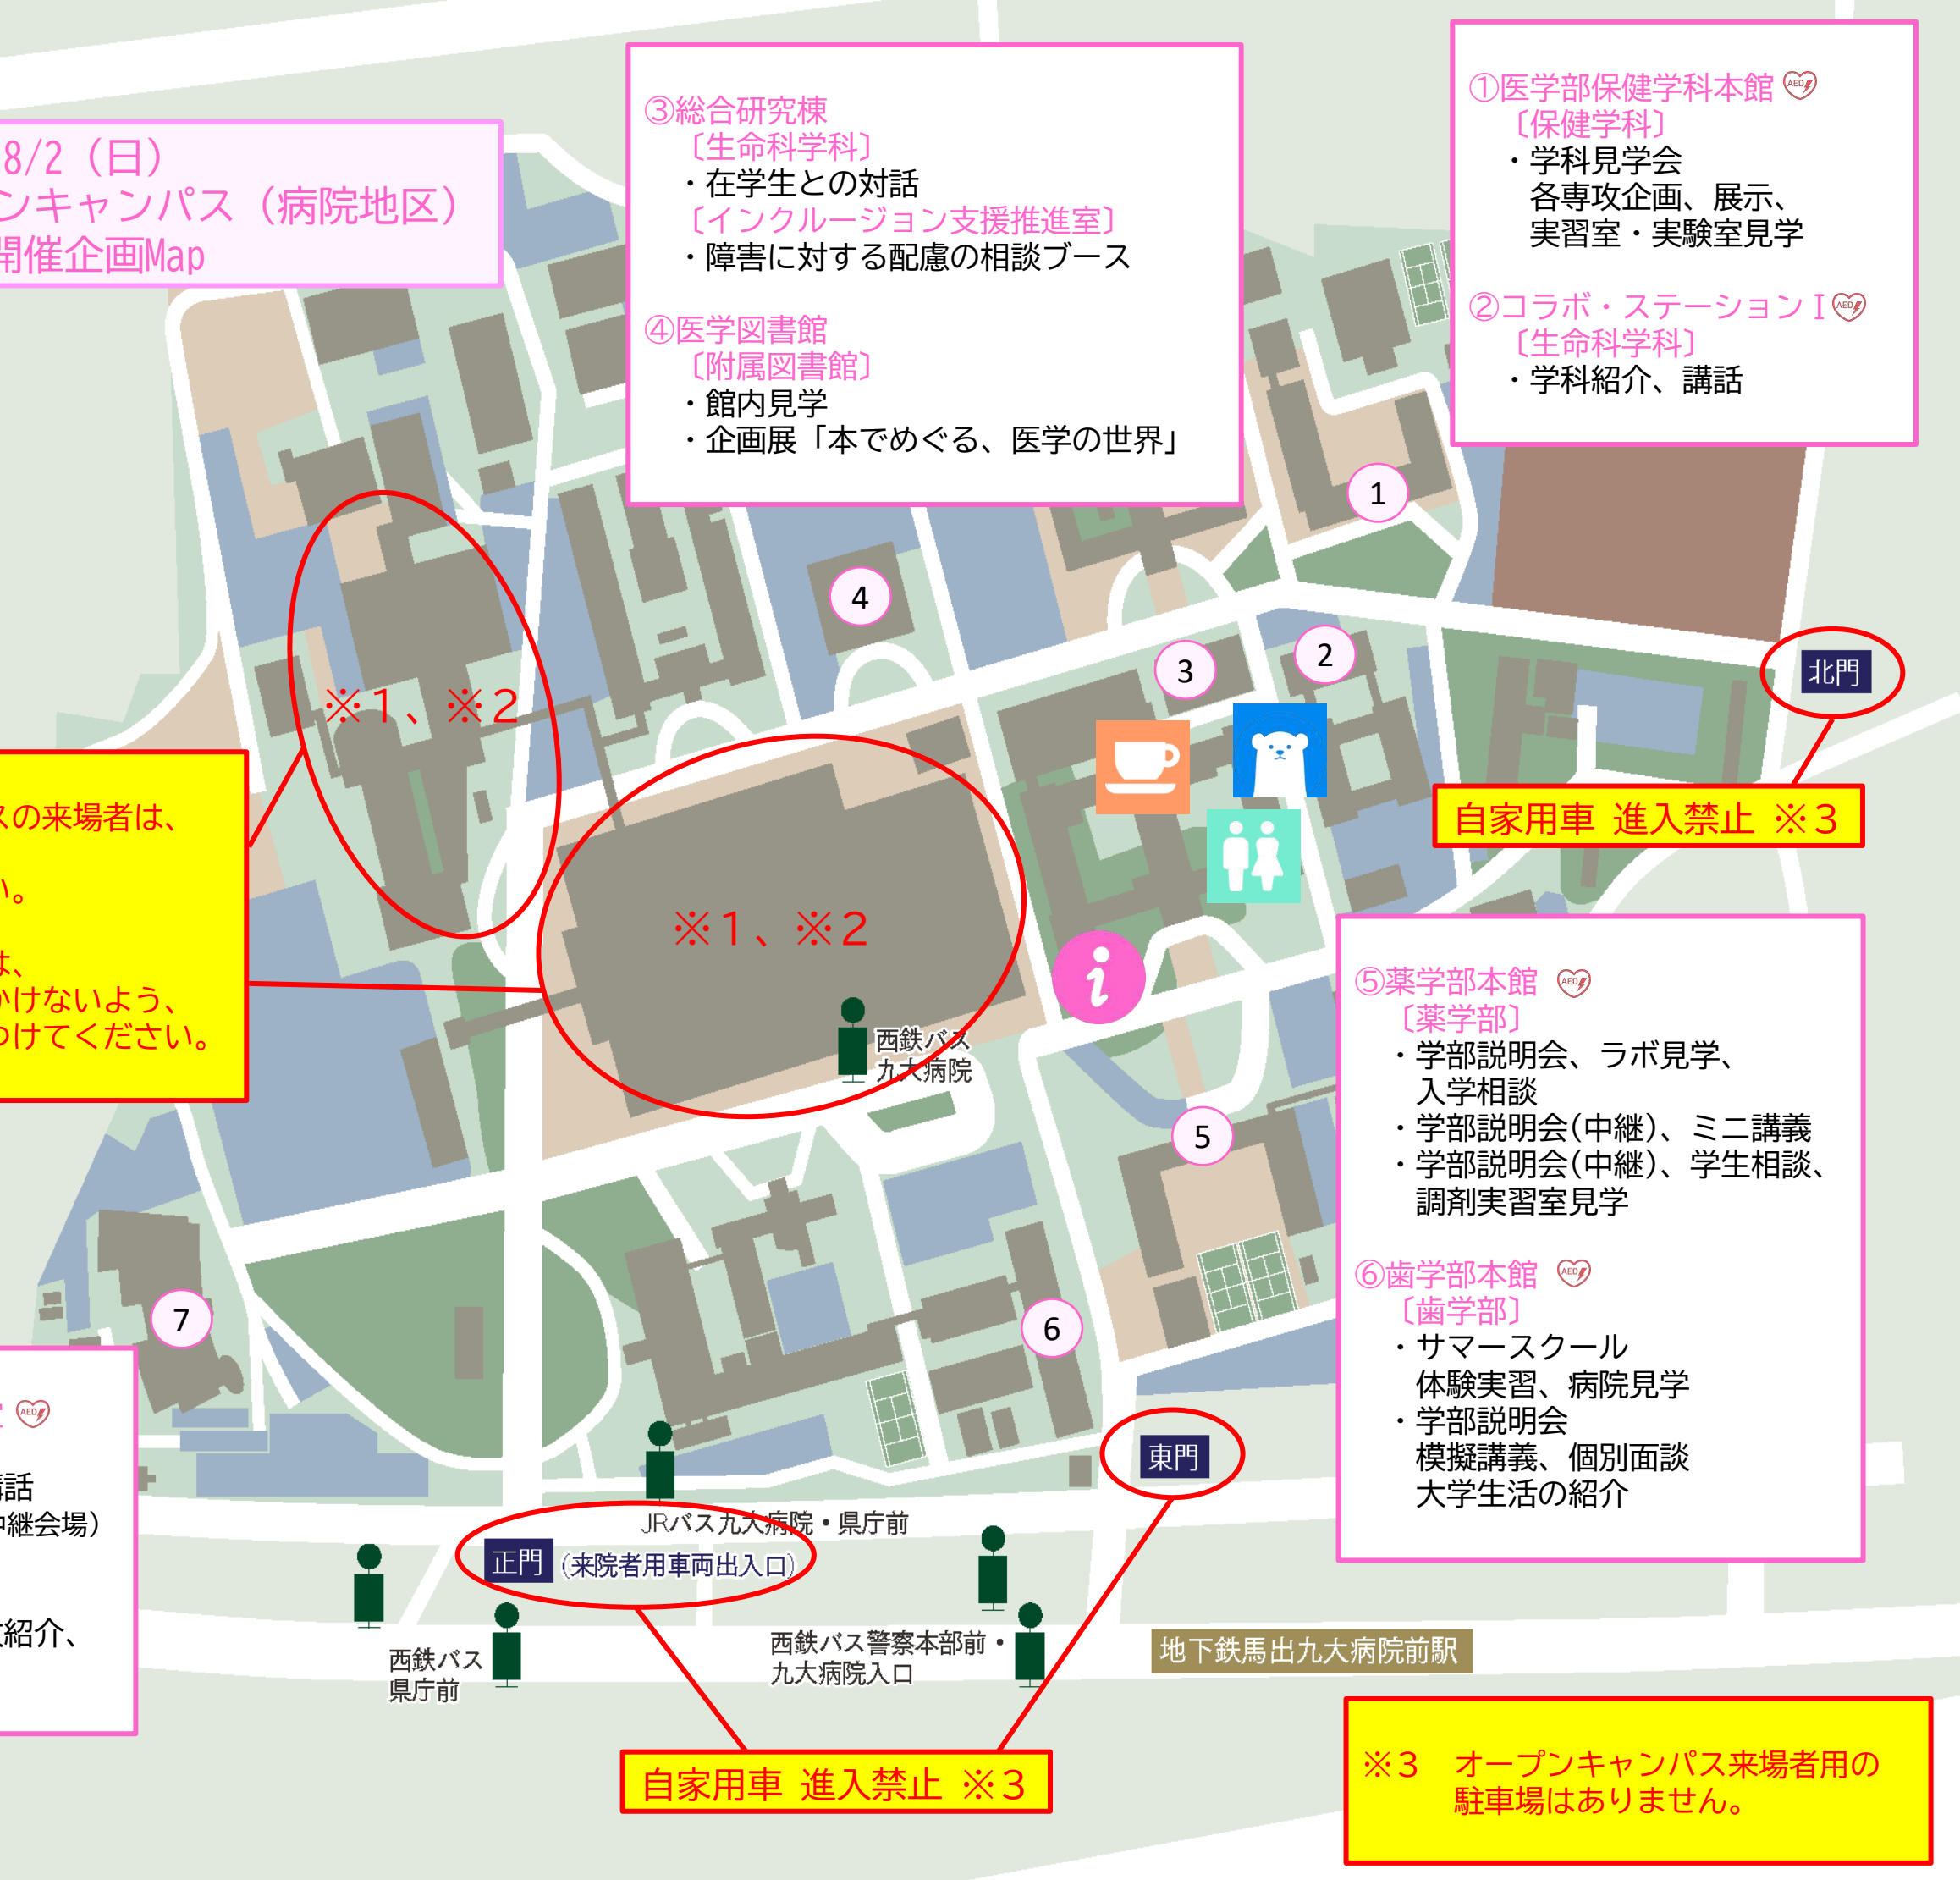 8/2（日）
ンキャンパス（病院地区）
開催企画Map
③総合研究棟
〔生命科学科〕
・在学生との対話
〔インクルージョン支援推進室〕
・障害に対する配慮の相談ブース
④医学図書館
〔附属図書館〕
・館内見学
・企画展「本でめぐる、医学の世界」
①医学部保健学科本館 AED
〔保健学科〕
・学科見学会
各専攻企画、展示、
実習室・実験室見学
②コラボ・ステーションⅠ AED
〔生命科学科〕
・学科紹介、講話
1
4
3
2
北門
自家用車 進入禁止 ※3
※1、※2
※1、※2
スの来場者は、
い。
は、
かけないよう、
つけてください。
i
西鉄バス
九大病院
5
⑤薬学部本館 AED
〔薬学部〕
・学部説明会、ラボ見学、
入学相談
・学部説明会(中継)、ミニ講義
・学部説明会(中継)、学生相談、
調剤実習室見学
⑥歯学部本館 AED
〔歯学部〕
・サマースクール
体験実習、病院見学
・学部説明会
模擬講義、個別面談
大学生活の紹介
7
6
AED
講話
中継会場）
紹介、
東門
JRバス九大病院・県庁前
正門 (来院者用車両出入口)
西鉄バス
県庁前
西鉄バス警察本部前・
九大病院入口
地下鉄馬出九大病院前駅
自家用車 進入禁止 ※3
※3 オープンキャンパス来場者用の
駐車場はありません。